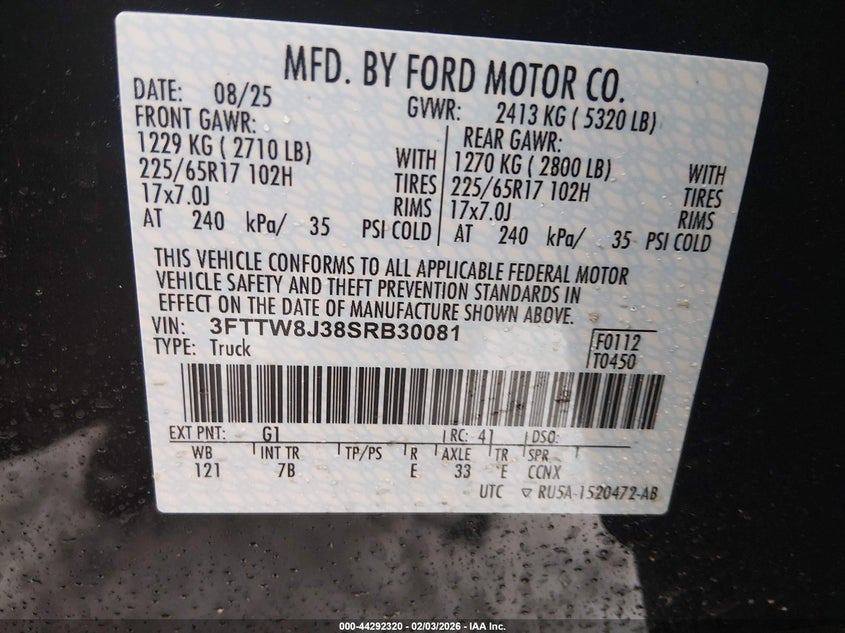 MFD. BY FORD MOTOR CO.
DATE: 08/25 GVWR: 2413 KG ( 5320 LB)
FRONT GAWR: REAR GAWR:
1229 KG ( 2710 LB) WITH 1270 KG ( 2800 LB) WITH
225/65R17 102H TIRES 225/65R17 102H TIRES
17x7.0J RIMS 17x7.0J RIMS
AT 240 kPa/ 35 PSI COLD AT 240 kPa/ 35 PSI COLD
THIS VEHICLE CONFORMS TO ALL APPLICABLE FEDERAL MOTOR
VEHICLE SAFETY AND THEFT PREVENTION STANDARDS IN
EFFECT ON THE DATE OF MANUFACTURE SHOWN ABOVE.
VIN: 3FTTW8J38SRB30081 F0112
TYPE: Truck T0450
EXT PNT: G1 RC: 41 DSO:
WB INT TR TP/PS R AXLE TR SPR
121 7B E 33 E CCNX
UTC ▽ RU5A-1520472-AB
000-44292320 - 02/03/2026 - IAA Inc.